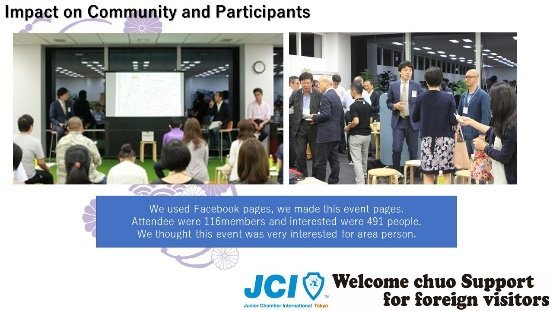 Impact on Community and Participants
We used Facebook pages, we made this event pages.
Attendee were 116members and interested were 491 people.
We thought this event was very interested for area person.
JCI
Junior Chamber International Tokyo
Welcome chuo Support
for foreign visitors